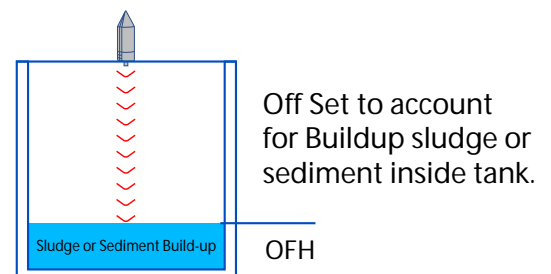 Off Set to account
for Buildup sludge or
sediment inside tank.
Sludge or Sediment Build-up
OFH